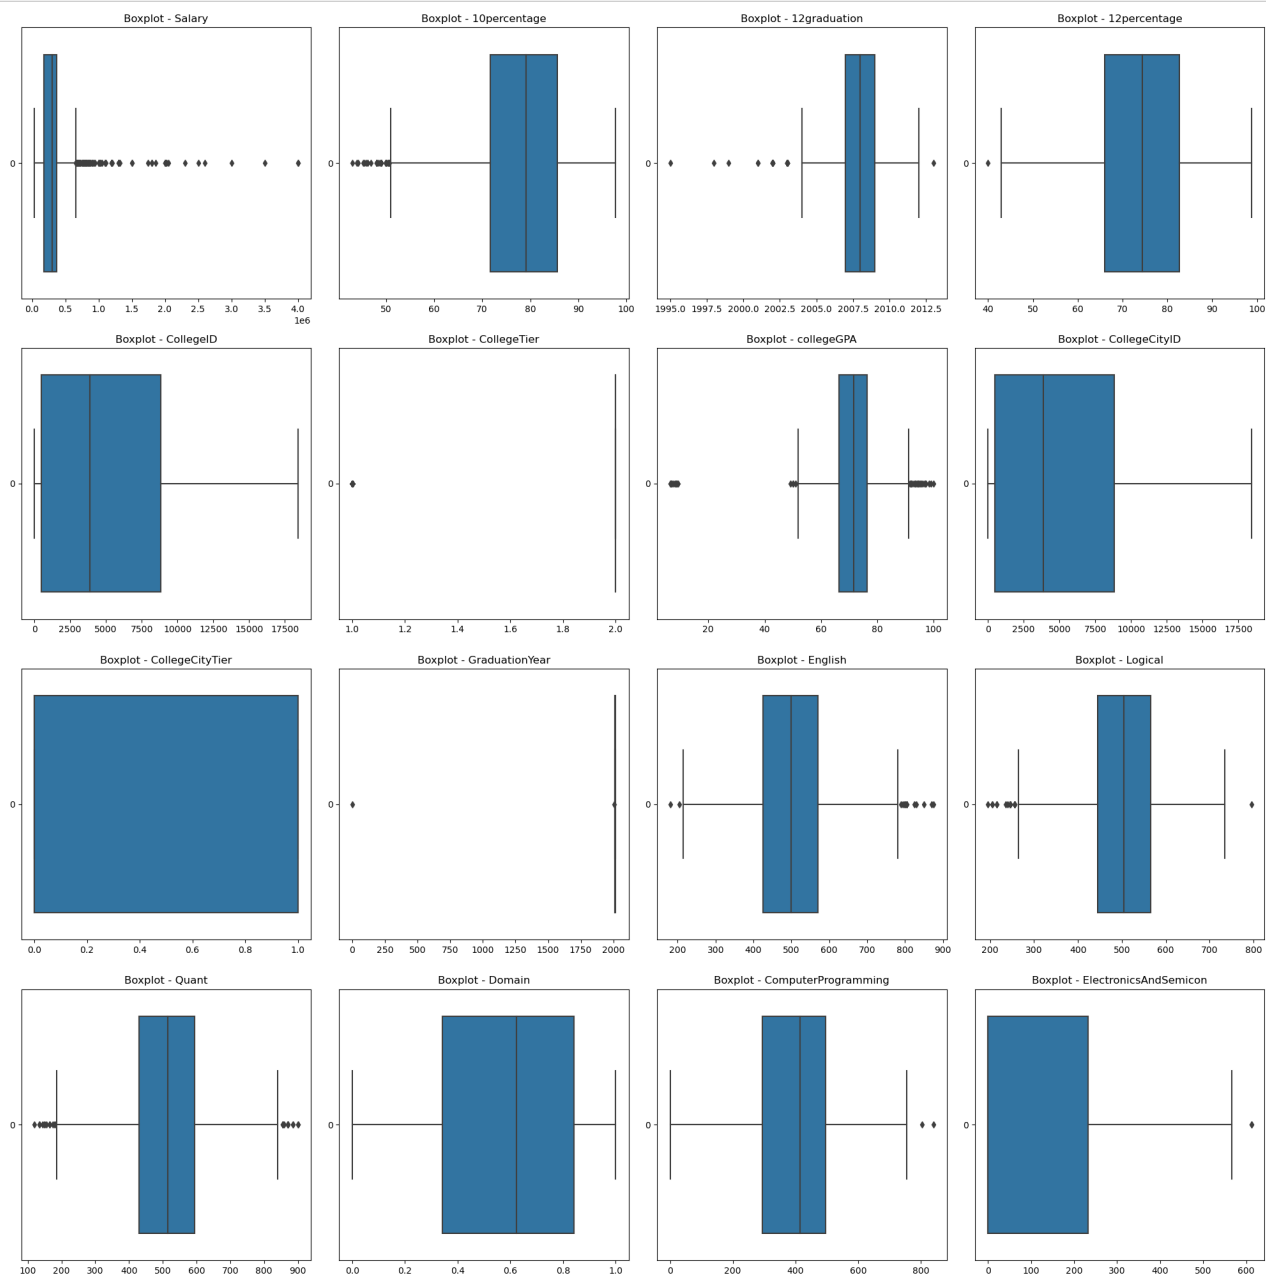 Boxplot - Salary Boxplot - 10percentage Boxplot - 12graduation Boxplot - 12percentage
0 0 0 0
0.0 0.5 1.0 1.5 2.0 2.5 3.0 3.5 4.0 50 60 70 80 90 100 1995.0 1997.5 2000.0 2002.5 2005.0 2007.5 2010.0 2012.5 40 50 60 70 80 90 100
1e6
Boxplot - CollegeID Boxplot - CollegeTier Boxplot - collegeGPA Boxplot - CollegeCityID
0 0 0 0
0 2500 5000 7500 10000 12500 15000 17500 1.0 1.2 1.4 1.6 1.8 2.0 20 40 60 80 100 0 2500 5000 7500 10000 12500 15000 17500
Boxplot - CollegeCityTier Boxplot - GraduationYear Boxplot - English Boxplot - Logical
0 0 0 0
0.0 0.2 0.4 0.6 0.8 1.0 0 250 500 750 1000 1250 1500 1750 2000 200 300 400 500 600 700 800 900 200 300 400 500 600 700 800
Boxplot - Quant Boxplot - Domain Boxplot - ComputerProgramming Boxplot - ElectronicsAndSemicon
0 0 0 0
100 200 300 400 500 600 700 800 900 0.0 0.2 0.4 0.6 0.8 1.0 0 200 400 600 800 0 100 200 300 400 500 600